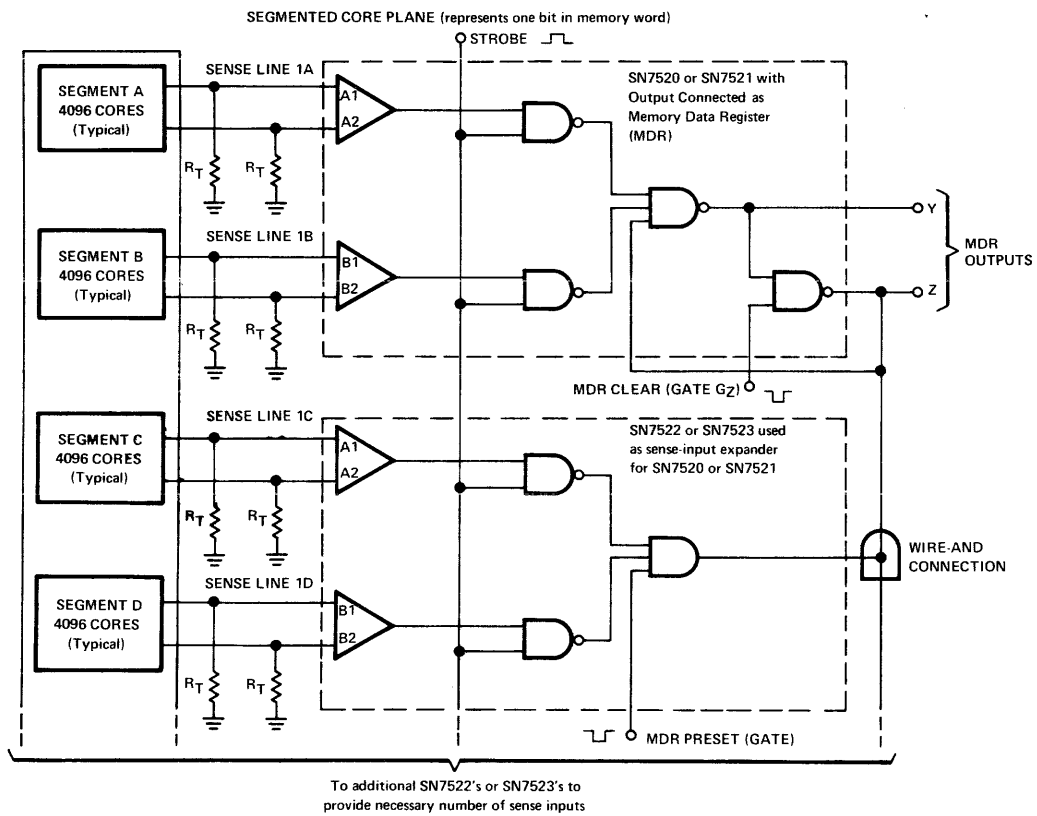 SEGMENTED CORE PLANE (represents one bit in memory word)
STROBE
SEGMENT A
4096 CORES
(Typical)
SENSE LINE 1A
A1
A2
RT
RT
SN7520 or SN7521 with
Output Connected as
Memory Data Register
(MDR)
SEGMENT B
4096 CORES
(Typical)
SENSE LINE 1B
B1
B2
RT
RT
Y
MDR
OUTPUTS
Z
MDR CLEAR (GATE GZ)
SEGMENT C
4096 CORES
(Typical)
SENSE LINE 1C
A1
A2
RT
RT
SN7522 or SN7523 used
as sense-input expander
for SN7520 or SN7521
WIRE-AND
CONNECTION
SEGMENT D
4096 CORES
(Typical)
SENSE LINE 1D
B1
B2
RT
RT
MDR PRESET (GATE)
To additional SN7522's or SN7523's to
provide necessary number of sense inputs